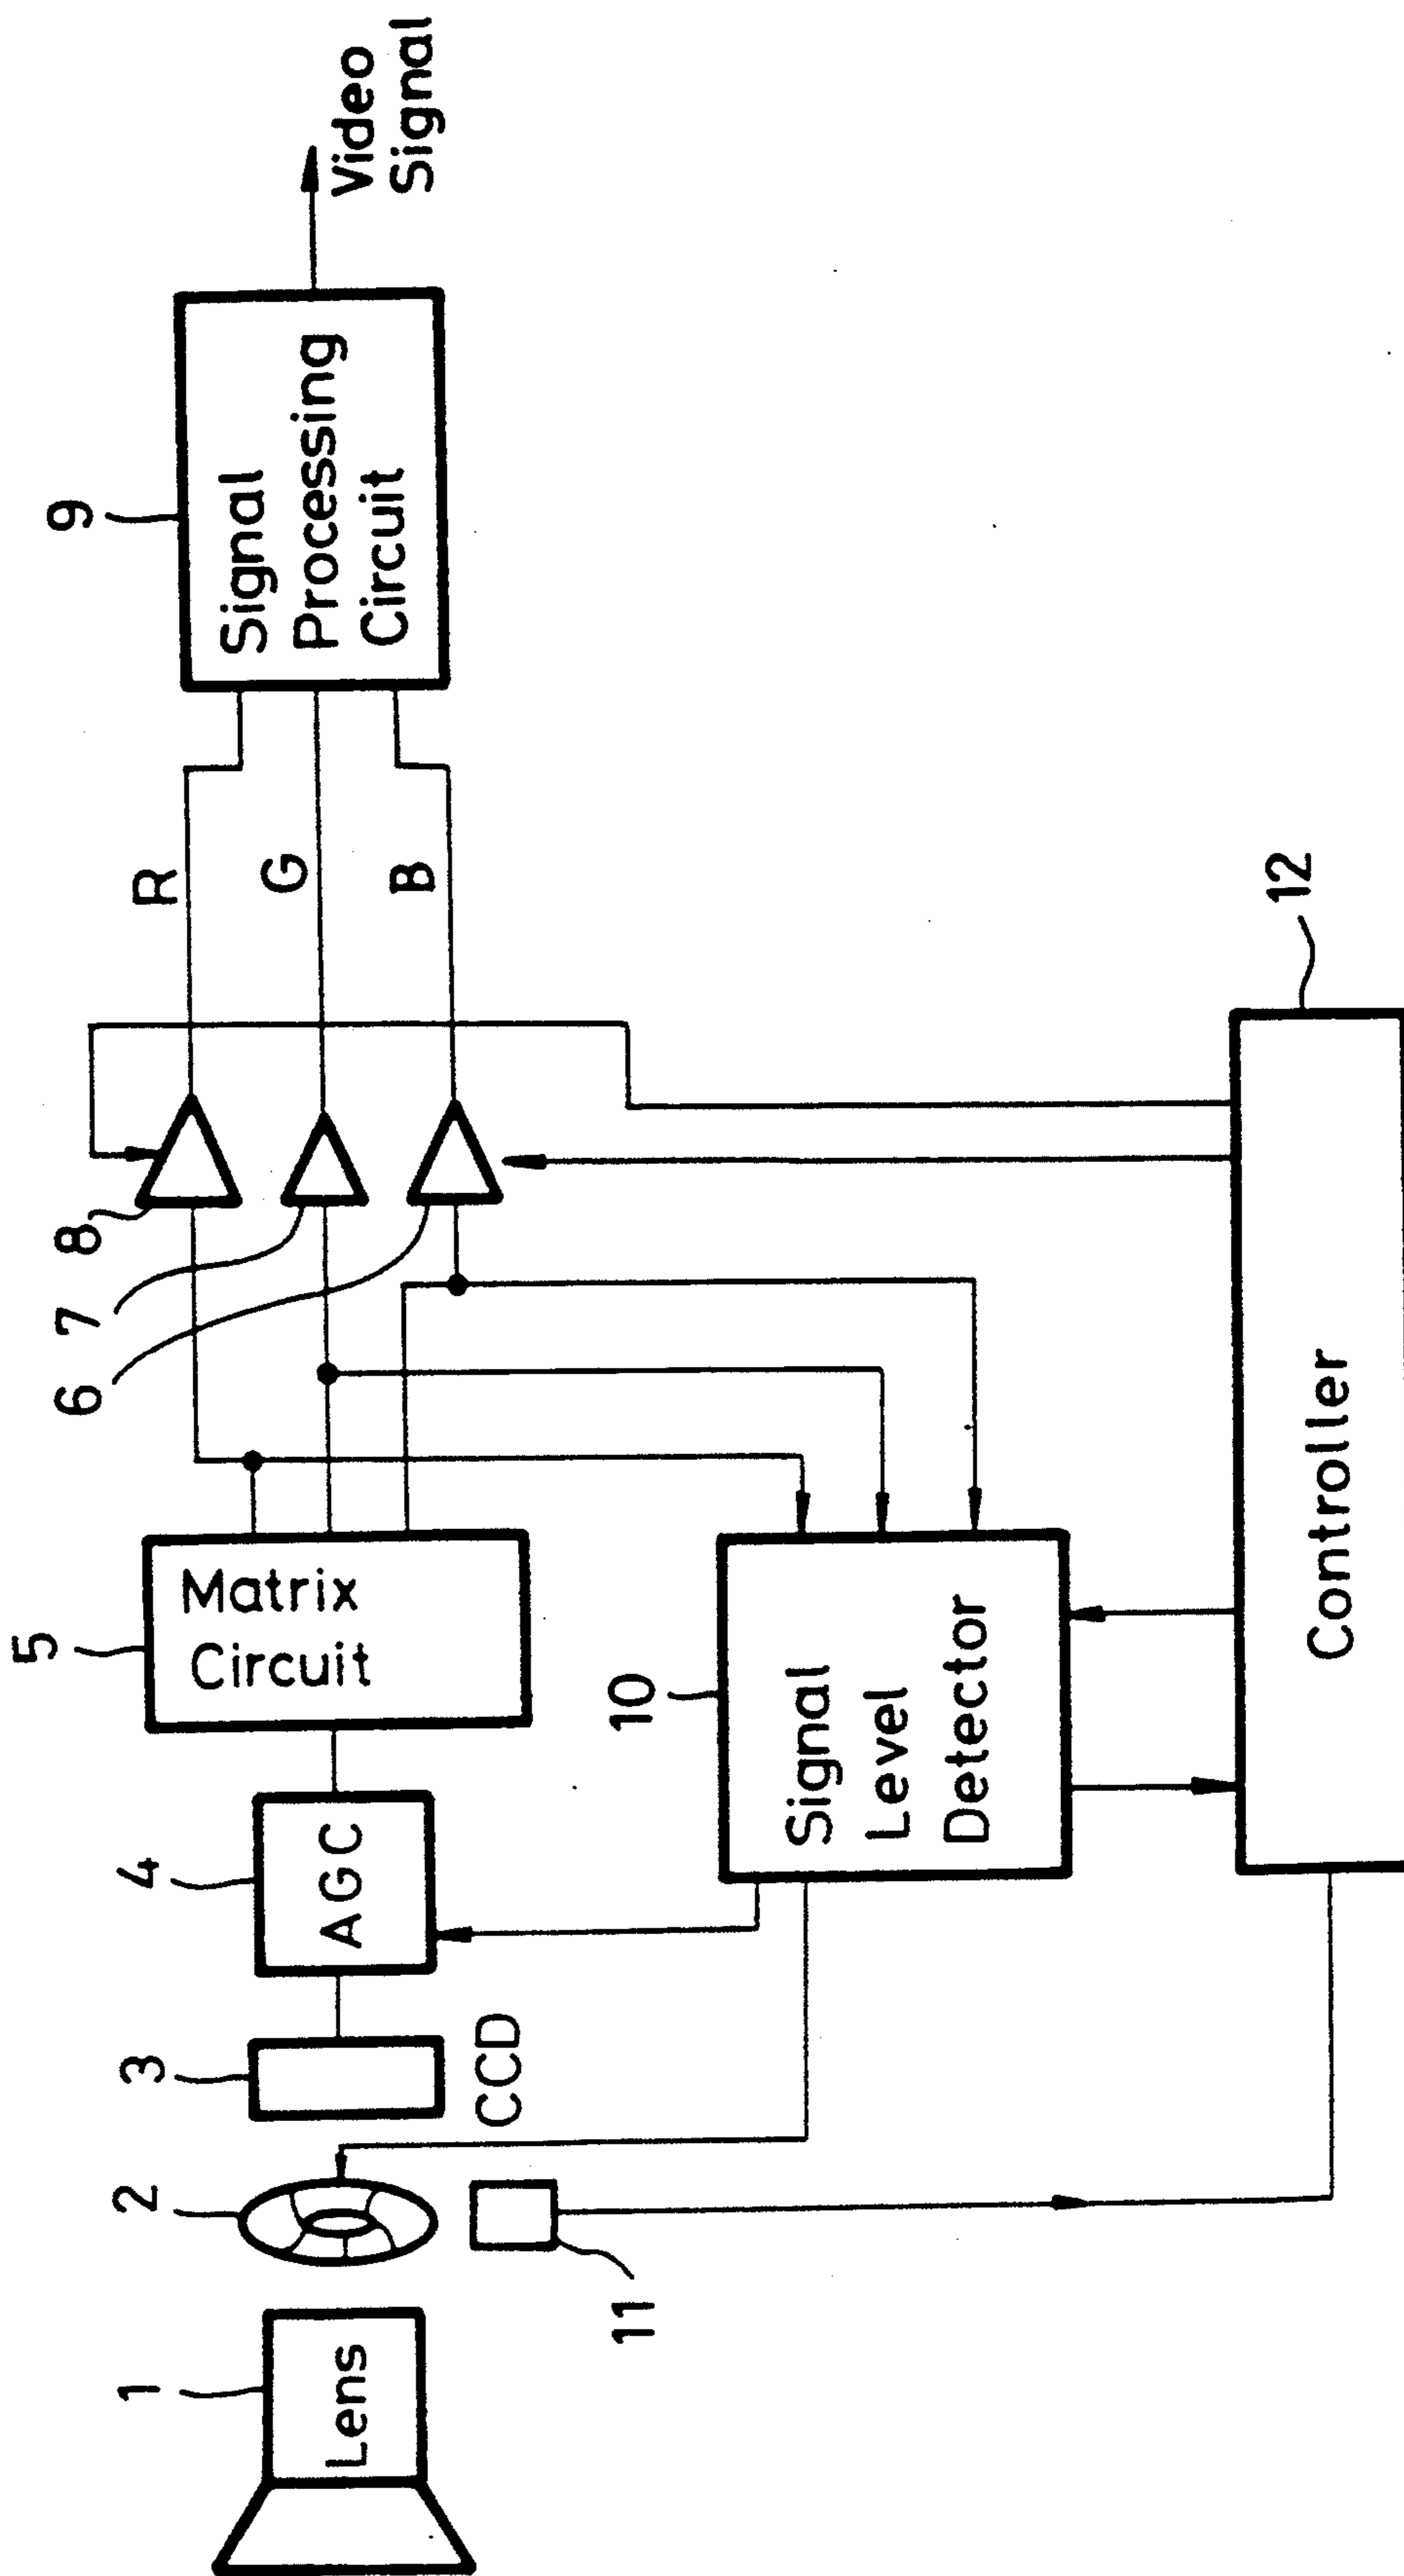 1
Lens
2
3
CCD
4
AGC
5
Matrix
Circuit
6
7
8
R
G
B
9
Signal
Processing
Circuit
Video
Signal
10
Signal
Level
Detector
11
12
Controller